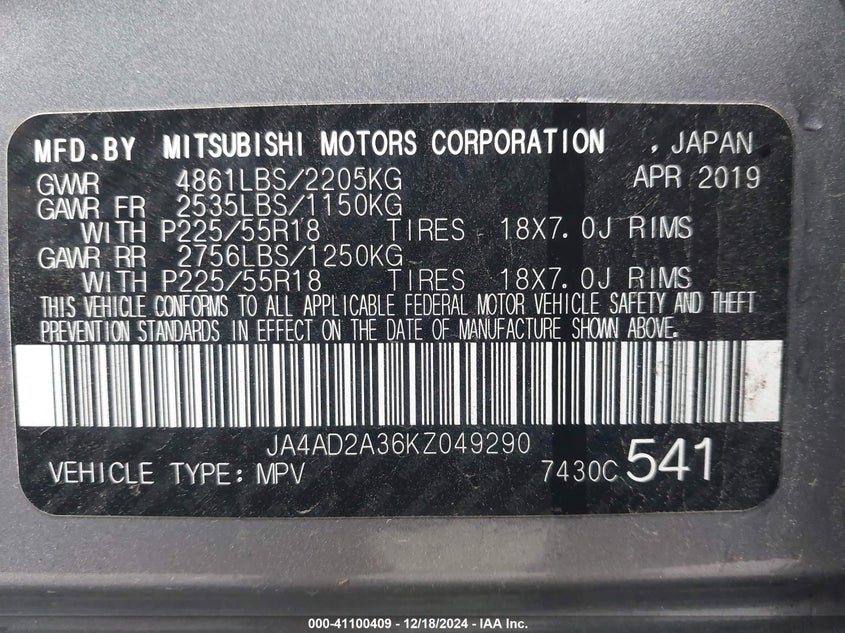 MFD.BY MITSUBISHI MOTORS CORPORATION , JAPAN
GVWR 4861LBS/2205KG APR 2019
GAWR FR 2535LBS/1150KG
WITH P225/55R18 TIRES 18X7.0J RIMS
GAWR RR 2756LBS/1250KG
WITH P225/55R18 TIRES 18X7.0J RIMS
THIS VEHICLE CONFORMS TO ALL APPLICABLE FEDERAL MOTOR VEHICLE SAFETY AND THEFT
PREVENTION STANDARDS IN EFFECT ON THE DATE OF MANUFACTURE SHOWN ABOVE.
JA4AD2A36KZ049290
VEHICLE TYPE: MPV 7430C 541
000-41100409 - 12/18/2024 - IAA Inc.